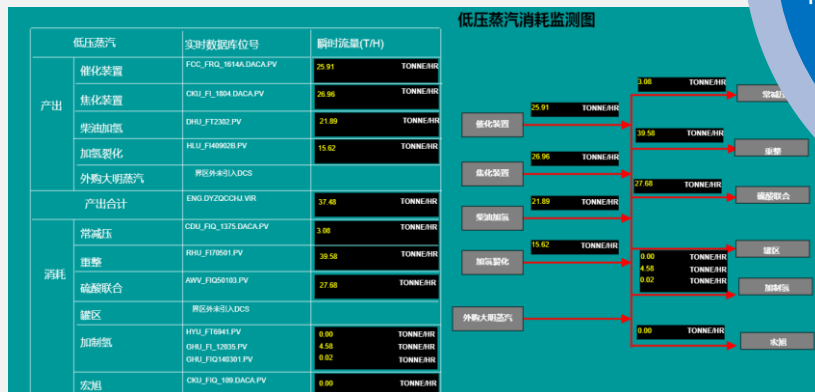 低压蒸汽消耗监测图
低压蒸汽 实时数据库位号 瞬时流量(T/H)
产出
催化装置 FCC_FRQ_1614A.DACA.PV 25.91 TONNE/HR
焦化装置 CKU_FI_1804.DACA.PV 26.96 TONNE/HR
柴油加氢 DHU_FT2302.PV 21.89 TONNE/HR
加氢裂化 HLU_FI40902B.PV 15.62 TONNE/HR
外购大明蒸汽 界区外未引入DCS
产出合计 ENG.DYZQCCHJ.VIR 37.48 TONNE/HR
消耗
常减压 CDU_FIQ_1375.DACA.PV 3.08 TONNE/HR
重整 RHU_FI70501.PV 39.58 TONNE/HR
硫酸联合 AWV_FIQ50103.PV 27.68 TONNE/HR
罐区 界区外未引入DCS
加制氢 HYU_FT6941.PV 0.00 TONNE/HR
GHU_FI_12035.PV 4.58 TONNE/HR
GHU_FIQ140301.PV 0.02 TONNE/HR
宏旭 CKU_FIQ_109.DACA.PV 0.00 TONNE/HR
催化装置 25.91 TONNE/HR
焦化装置 26.96 TONNE/HR
柴油加氢 21.89 TONNE/HR
加氢裂化 15.62 TONNE/HR
外购大明蒸汽
3.08 TONNE/HR 常减压
39.58 TONNE/HR 重整
27.68 TONNE/HR 硫酸联合
罐区
0.00 TONNE/HR
4.58 TONNE/HR
0.02 TONNE/HR
加制氢
0.00 TONNE/HR 宏旭